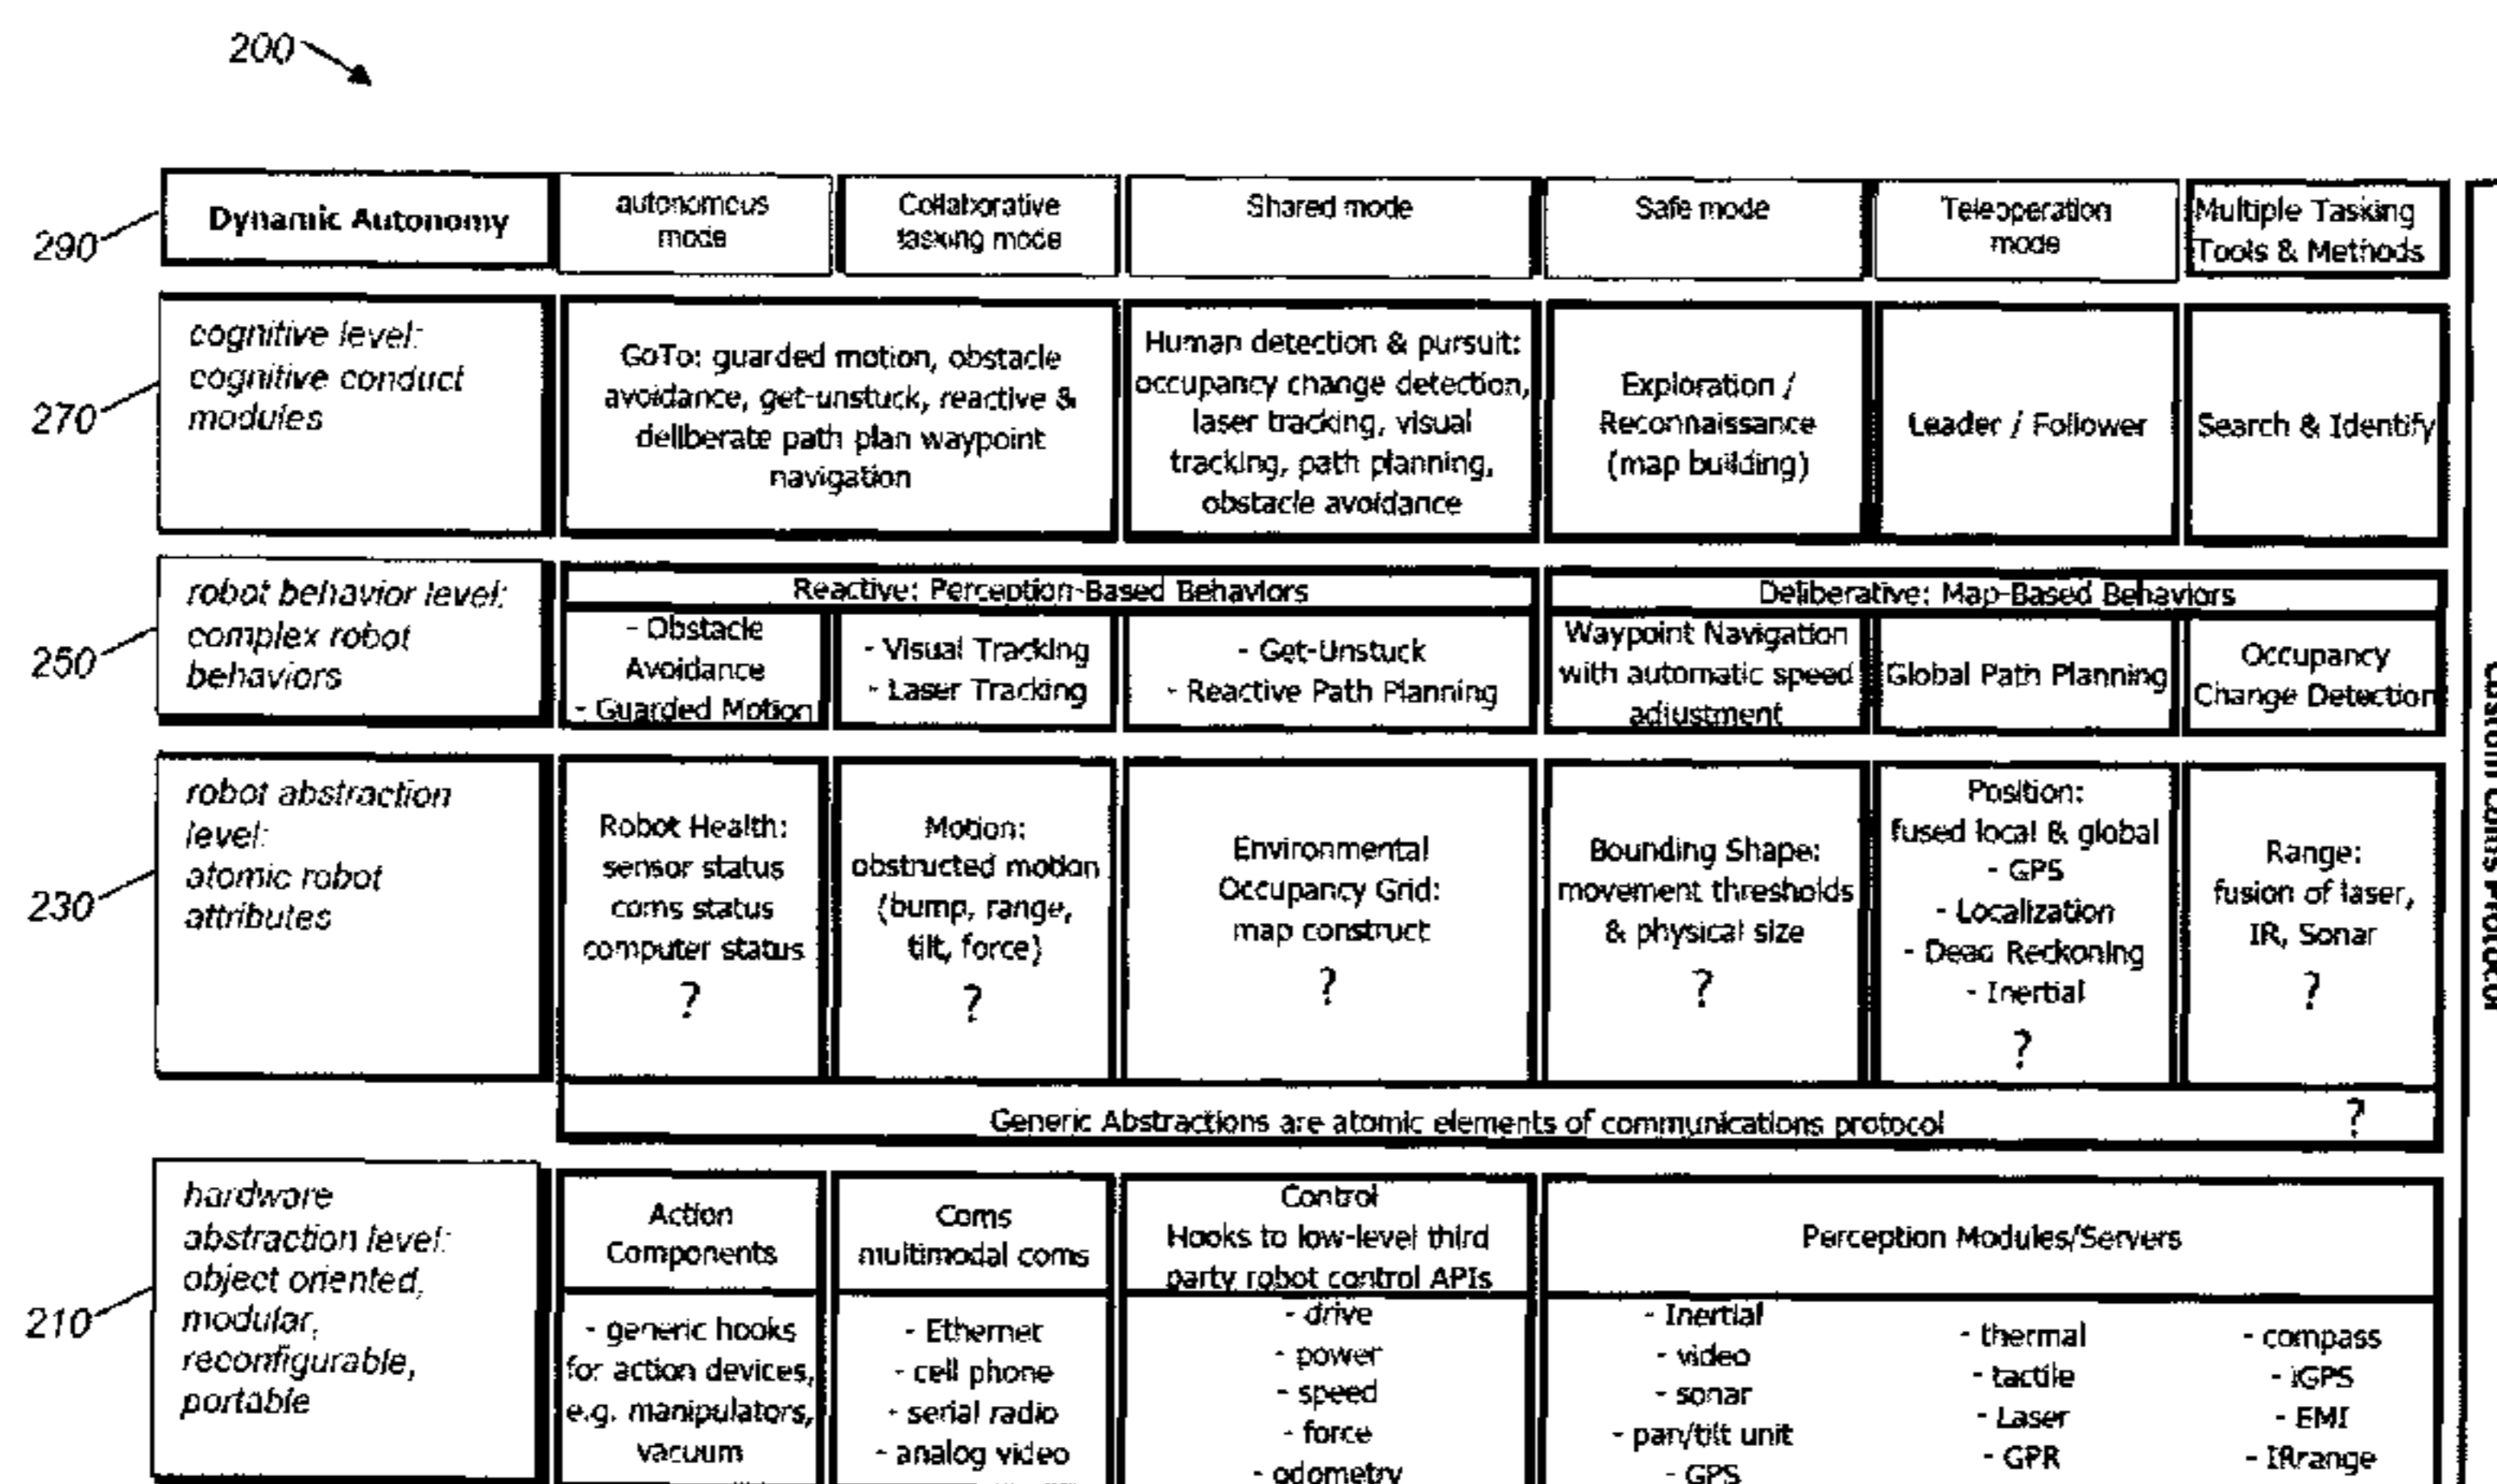 200
290
Dynamic Autonomy
autonomous
mode
Collaborative
tasking mode
Shared mode
Safe mode
Teleoperation
mode
Multiple Tasking
Tools & Methods
270
cognitive level:
cognitive conduct
modules
GoTo: guarded motion, obstacle
avoidance, get-unstuck, reactive &
deliberate path plan waypoint
navigation
Human detection & pursuit:
occupancy change detection,
laser tracking, visual
tracking, path planning,
obstacle avoidance
Exploration /
Reconnaissance
(map building)
Leader / Follower
Search & Identify
250
robot behavior level:
complex robot
behaviors
Reactive: Perception-Based Behaviors
- Obstacle
Avoidance
- Guarded Motion
- Visual Tracking
- Laser Tracking
- Get-Unstuck
- Reactive Path Planning
Deliberative: Map-Based Behaviors
Waypoint Navigation
with automatic speed
adjustment
Global Path Planning
Occupancy
Change Detection
230
robot abstraction
level:
atomic robot
attributes
Robot Health:
sensor status
coms status
computer status
?
Motion:
obstructed motion
(bump, range,
tilt, force)
?
Environmental
Occupancy Grid:
map construct
?
Bounding Shape:
movement thresholds
& physical size
?
Position:
fused local & global
- GPS
- Localization
- Dead Reckoning
- Inertial
?
Range:
fusion of laser,
IR, Sonar
?
Generic Abstractions are atomic elements of communications protocol ?
210
hardware
abstraction level:
object oriented,
modular,
reconfigurable,
portable
Action
Components
- generic hooks
for action devices,
e.g. manipulators,
vacuum
Coms
multimodal coms
- Ethernet
- cell phone
- serial radio
- analog video
Control
Hooks to low-level third
party robot control APIs
- drive
- power
- speed
- force
- odometry
Perception Modules/Servers
- Inertial
- video
- sonar
- pan/tilt unit
- GPS
- thermal
- tactile
- Laser
- GPR
- compass
- iGPS
- EMI
- IRrange